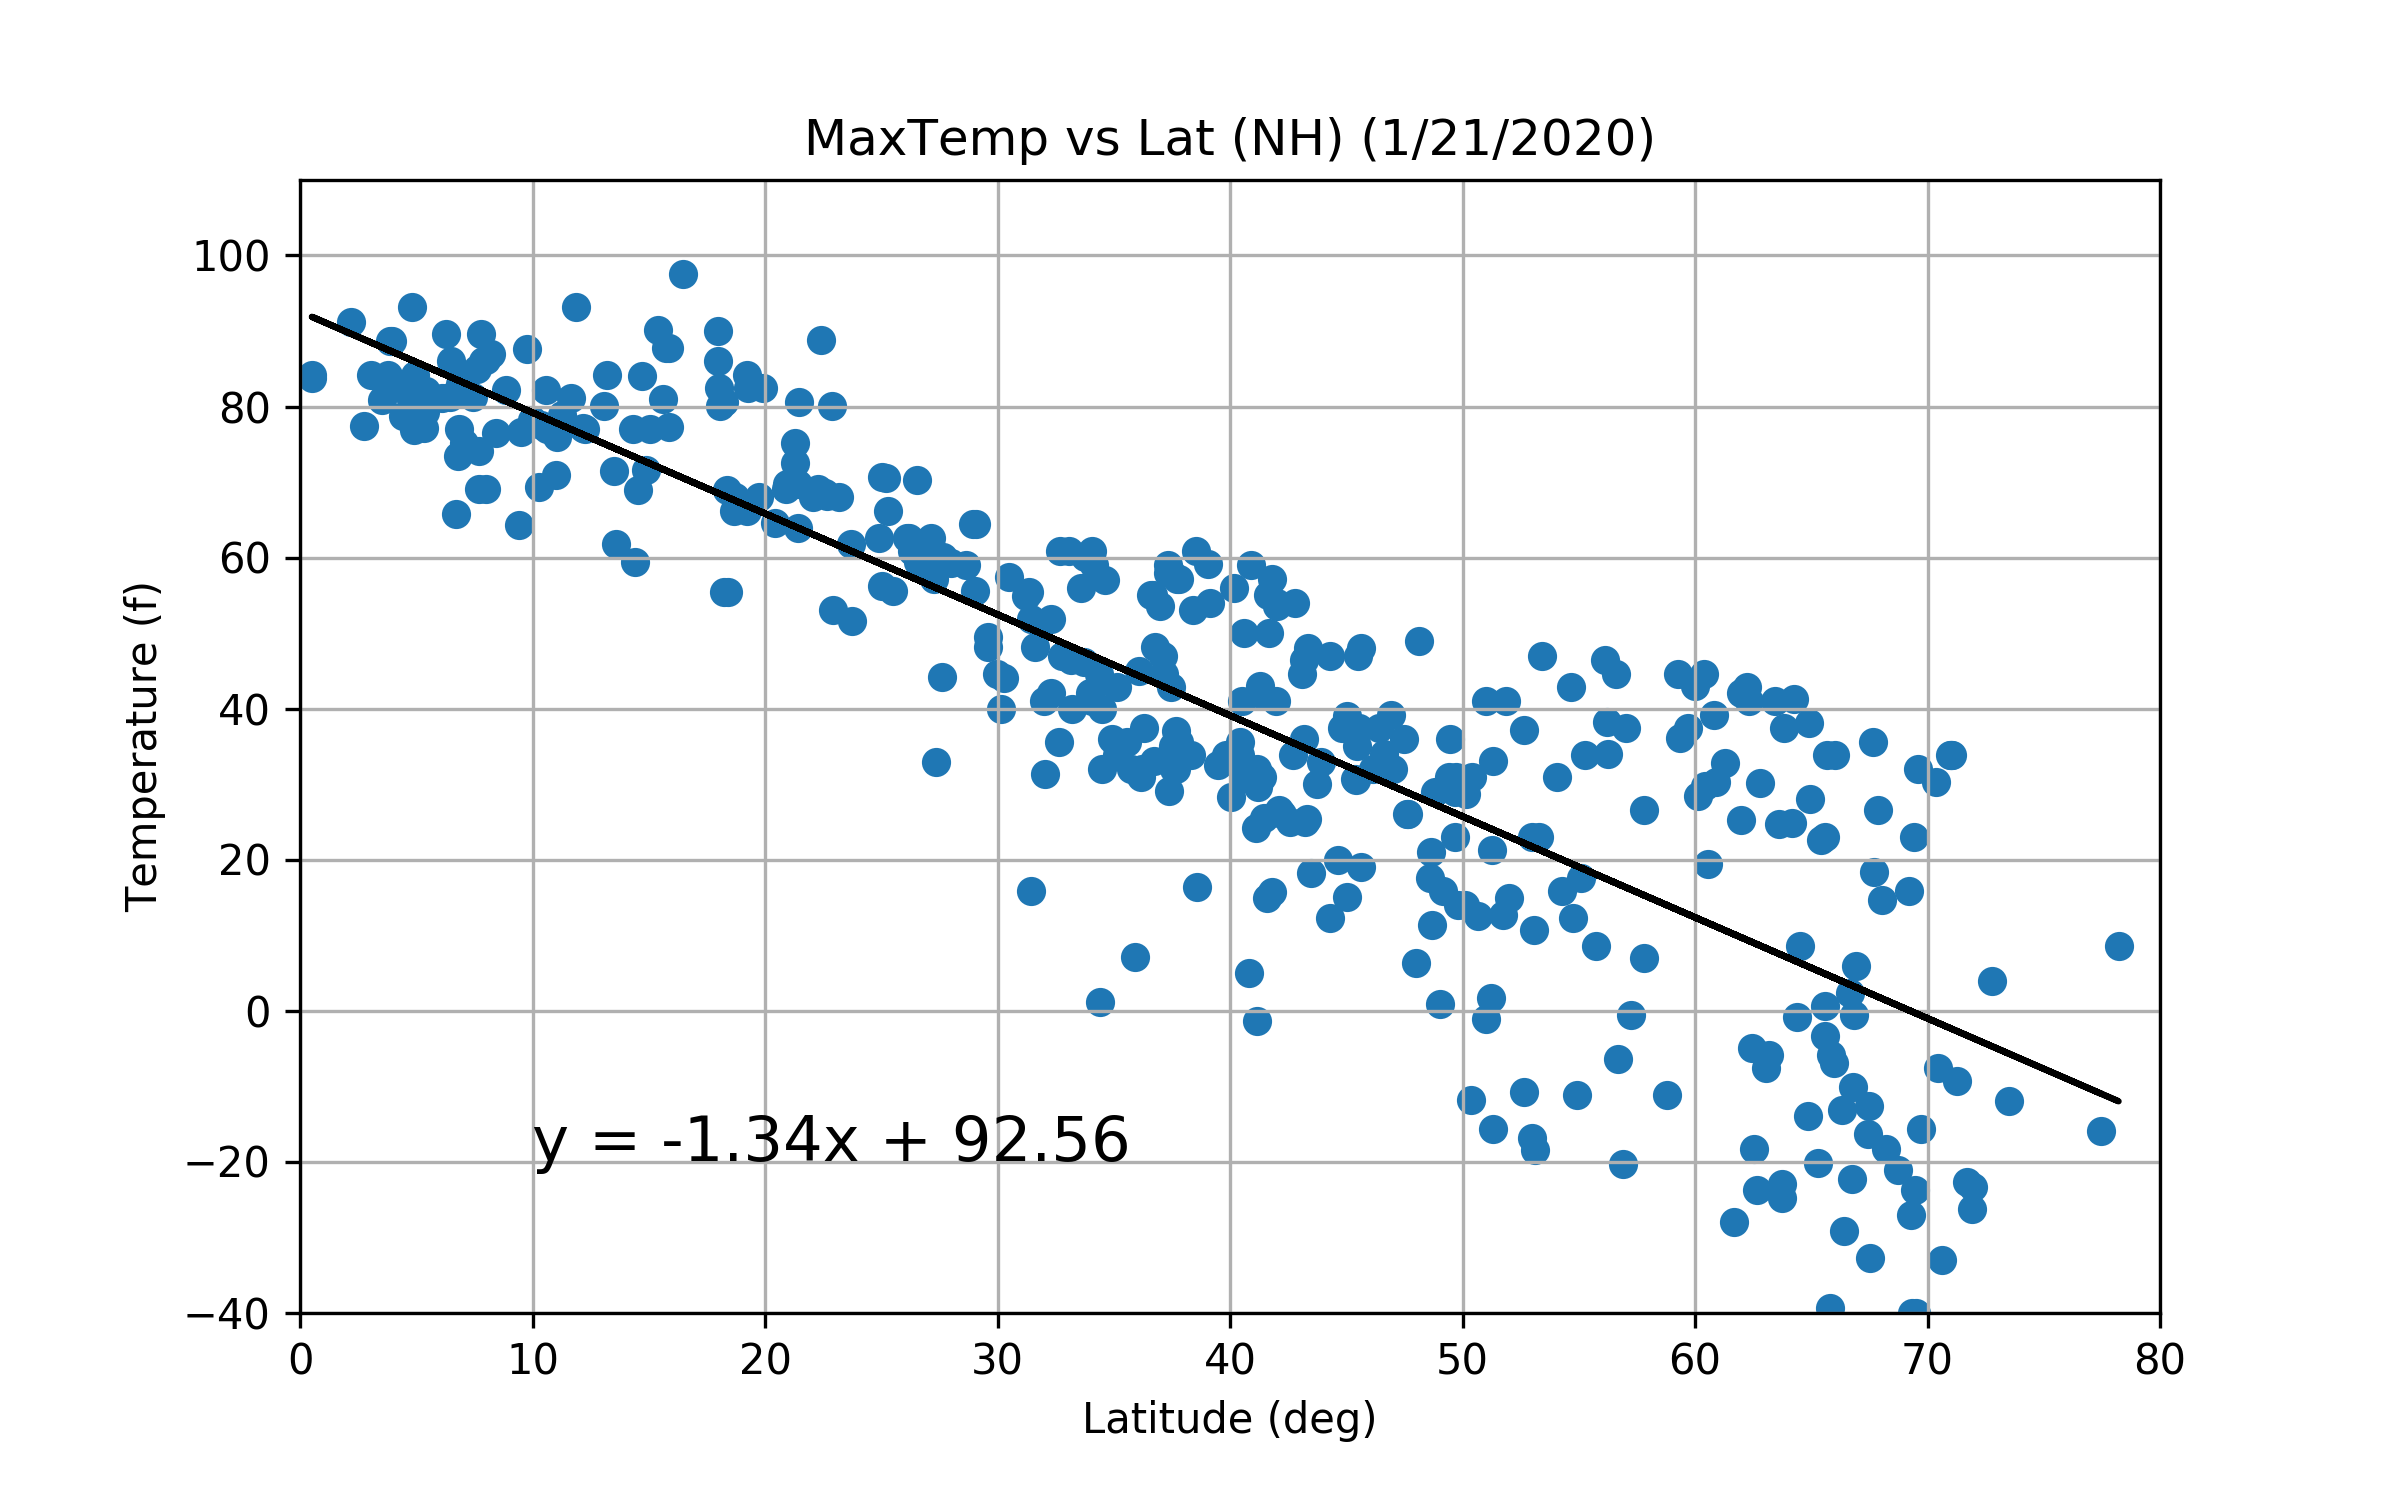 MaxTemp vs Lat (NH) (1/21/2020)
100
80
60
40
20
0
−20
−40
Temperature (f)
y = -1.34x + 92.56
0 10 20 30 40 50 60 70 80
Latitude (deg)